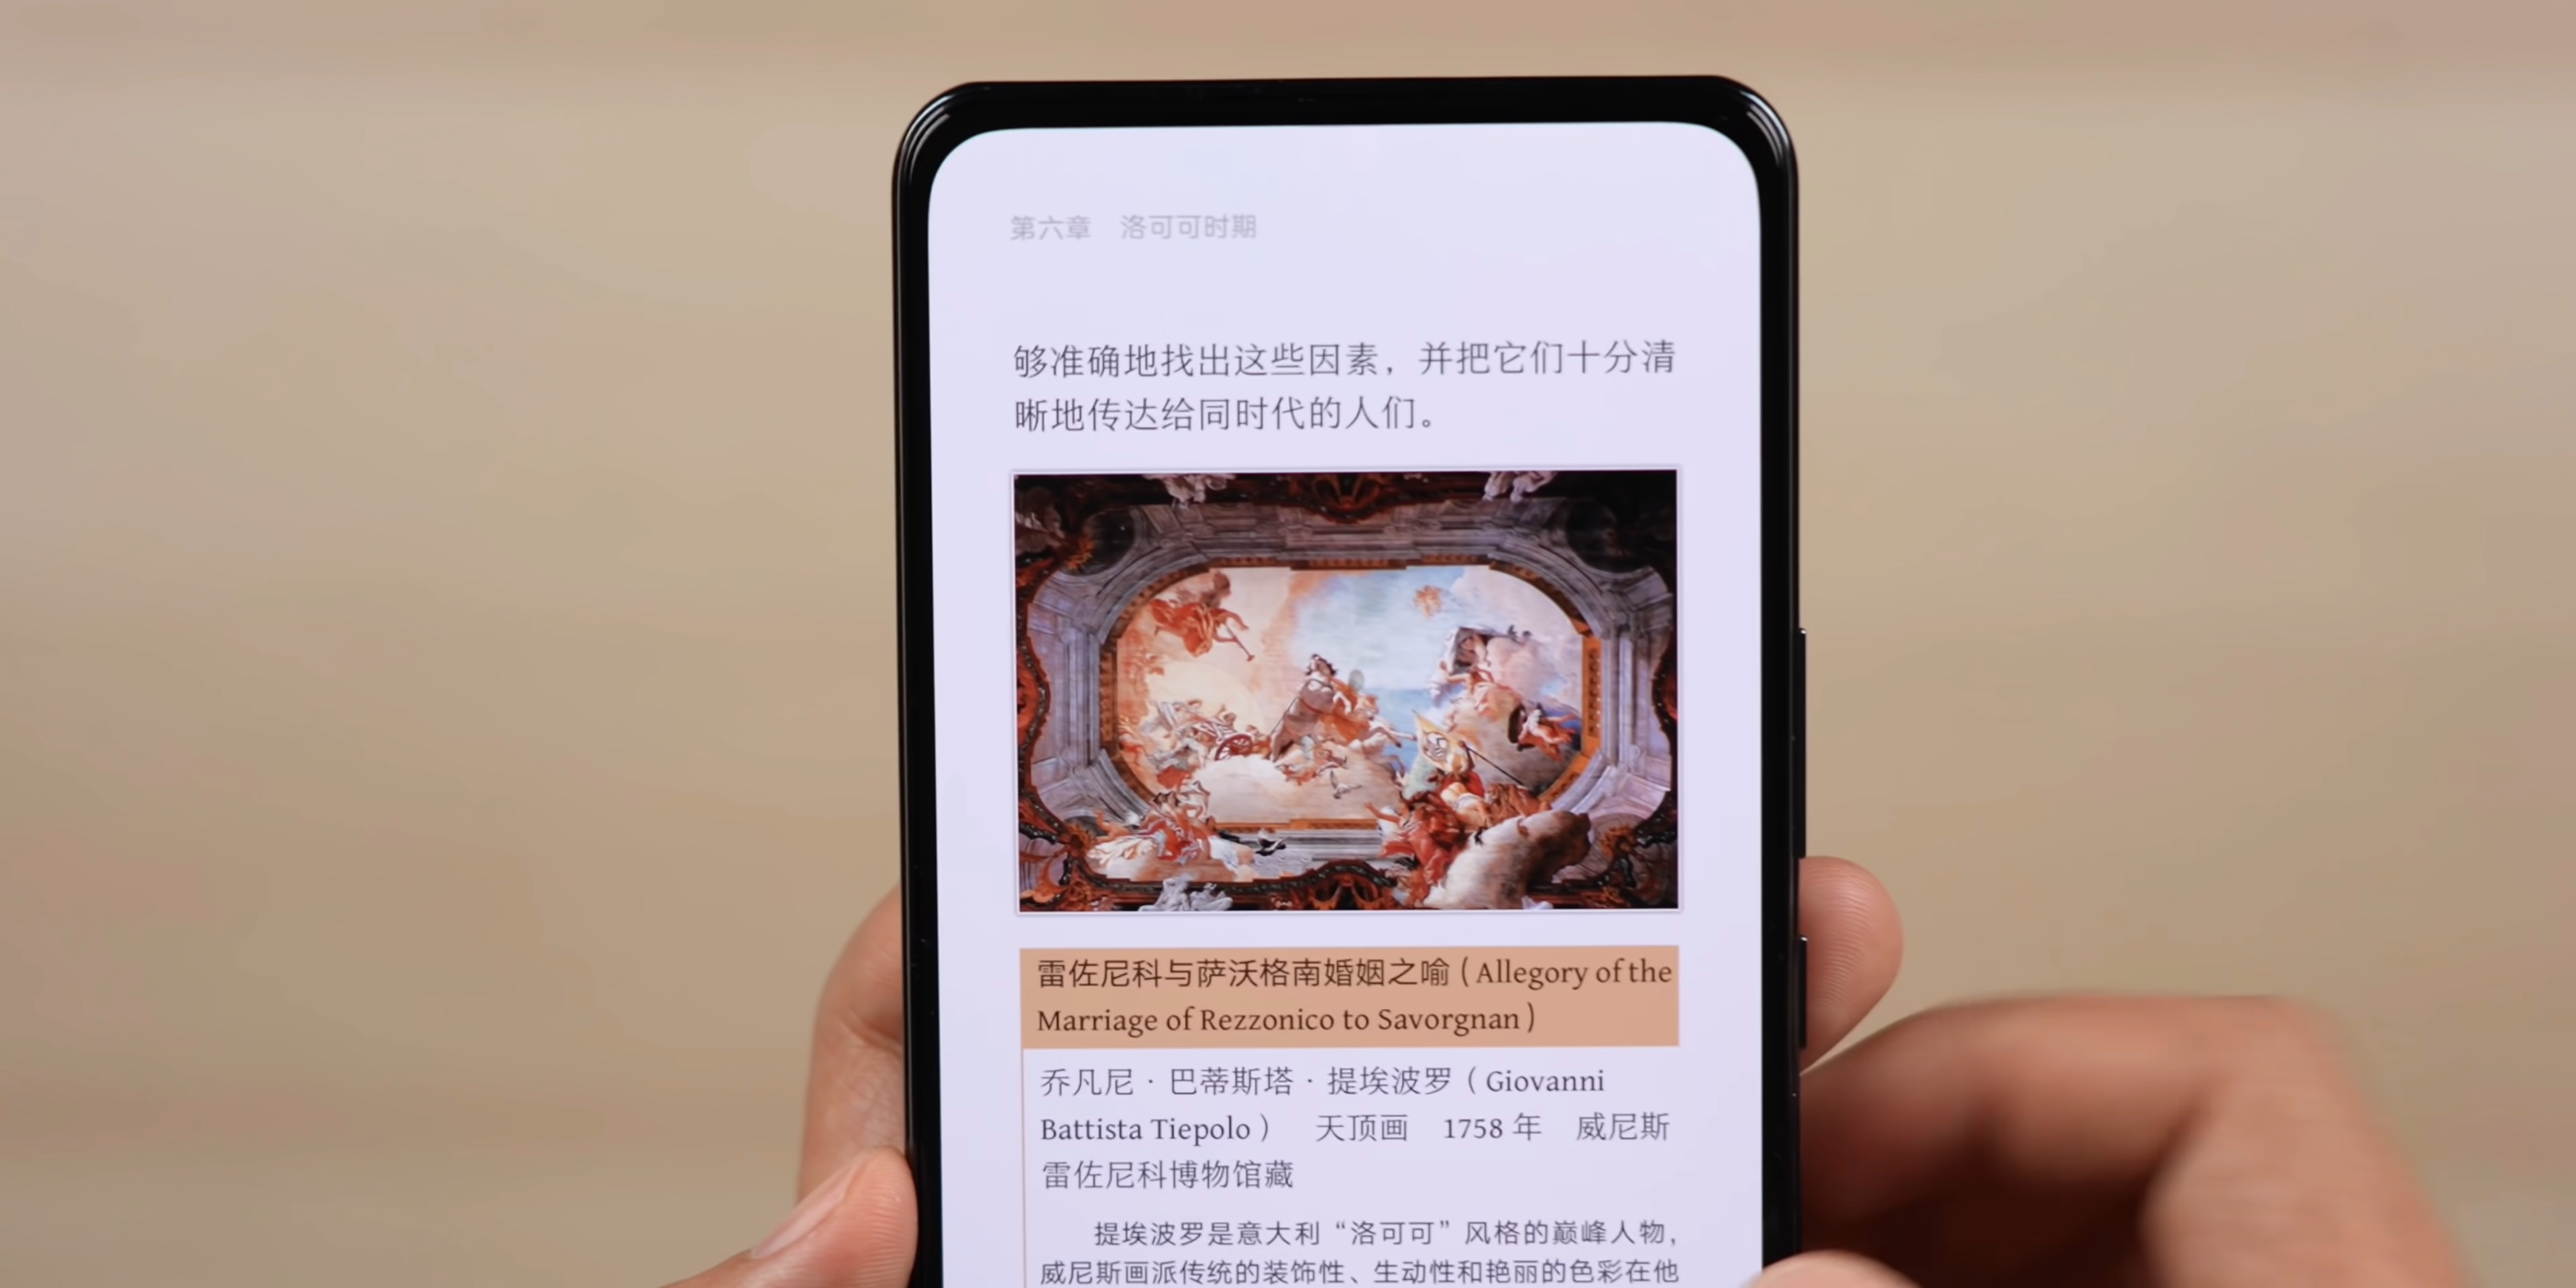 第六章　洛可可时期
够准确地找出这些因素，并把它们十分清
晰地传达给同时代的人们。
雷佐尼科与萨沃格南婚姻之喻（Allegory of the
Marriage of Rezzonico to Savorgnan）
乔凡尼·巴蒂斯塔·提埃波罗（Giovanni
Battista Tiepolo）　天顶画　1758 年　威尼斯
雷佐尼科博物馆藏
提埃波罗是意大利“洛可可”风格的巅峰人物，
威尼斯画派传统的装饰性、生动性和艳丽的色彩在他